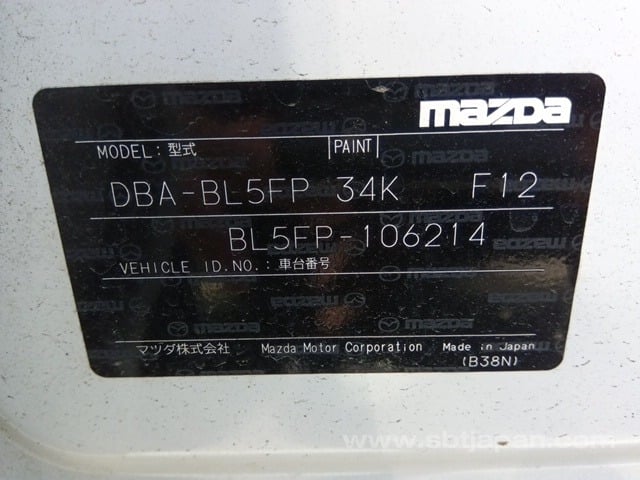 mazda
MODEL: 型式 PAINT
DBA-BL5FP 34K F12
BL5FP-106214
VEHICLE ID.NO.: 車台番号
マツダ株式会社 Mazda Motor Corporation Made in Japan
(B38N)
www.sbtjapan.com